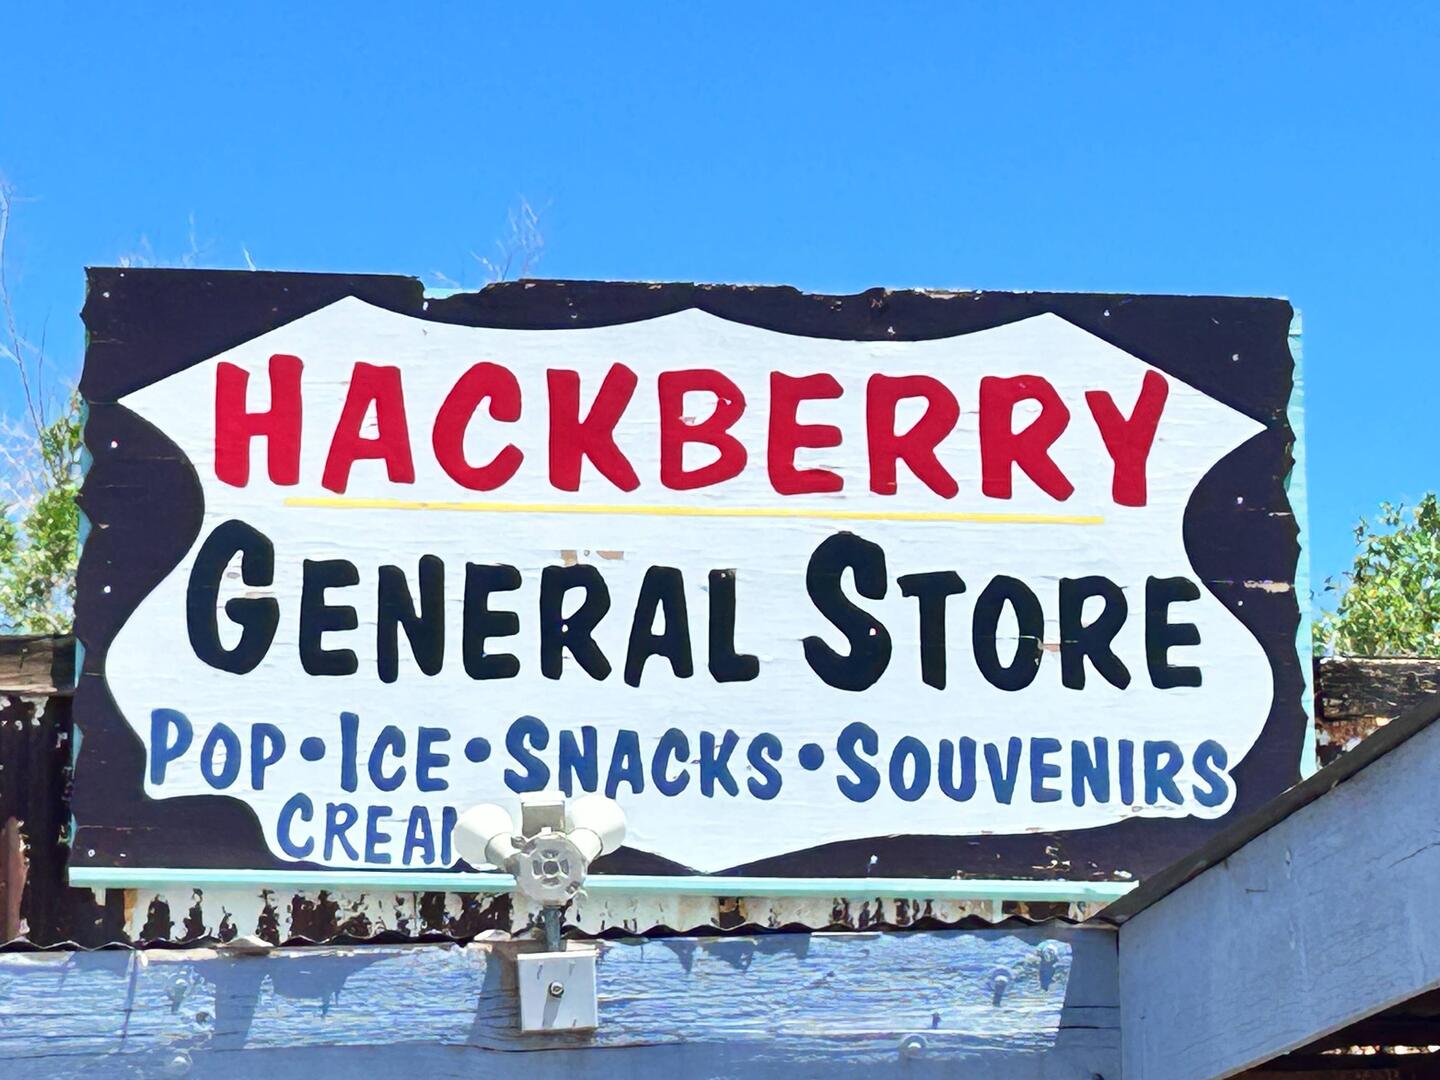 HACKBERRY
GENERAL STORE
POP • ICE • SNACKS • SOUVENIRS